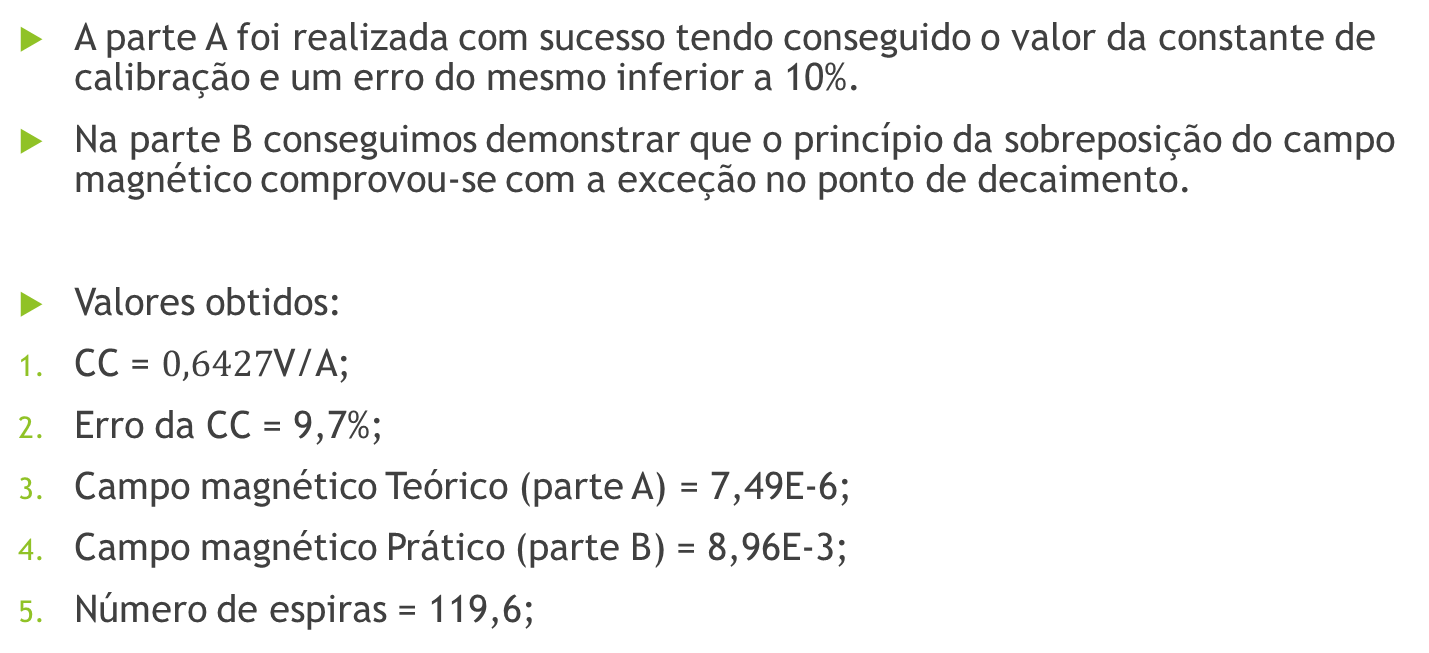 A parte A foi realizada com sucesso tendo conseguido o valor da constante de
calibração e um erro do mesmo inferior a 10%.
Na parte B conseguimos demonstrar que o princípio da sobreposição do campo
magnético comprovou-se com a exceção no ponto de decaimento.
Valores obtidos:
1. CC = 0,6427V/A;
2. Erro da CC = 9,7%;
3. Campo magnético Teórico (parte A) = 7,49E-6;
4. Campo magnético Prático (parte B) = 8,96E-3;
5. Número de espiras = 119,6;